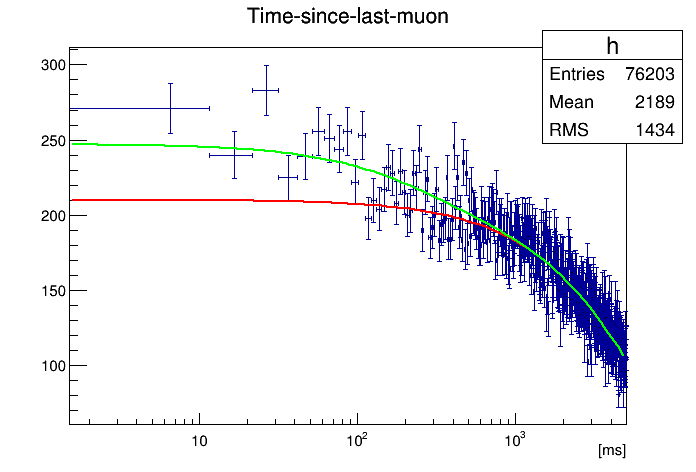 Time-since-last-muon
h
Entries 76203
Mean 2189
RMS 1434
300
250
200
150
100
10
10²
10³
[ms]